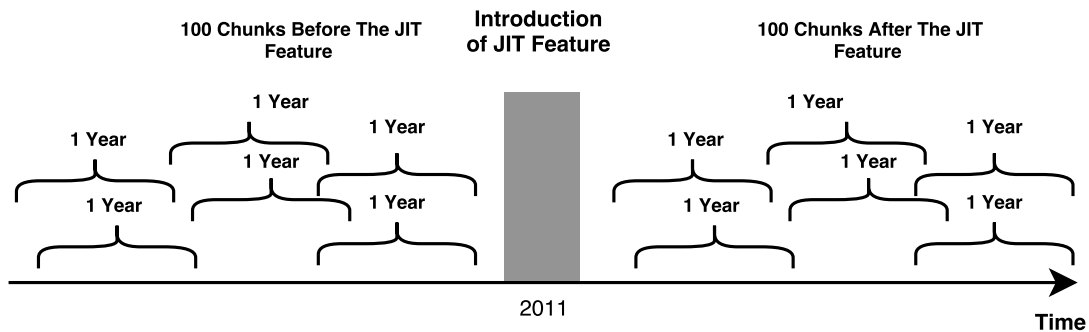 100 Chunks Before The JIT
Feature
Introduction
of JIT Feature
100 Chunks After The JIT
Feature
1 Year
1 Year
1 Year
1 Year
1 Year
1 Year
1 Year
1 Year
1 Year
1 Year
1 Year
1 Year
2011
Time